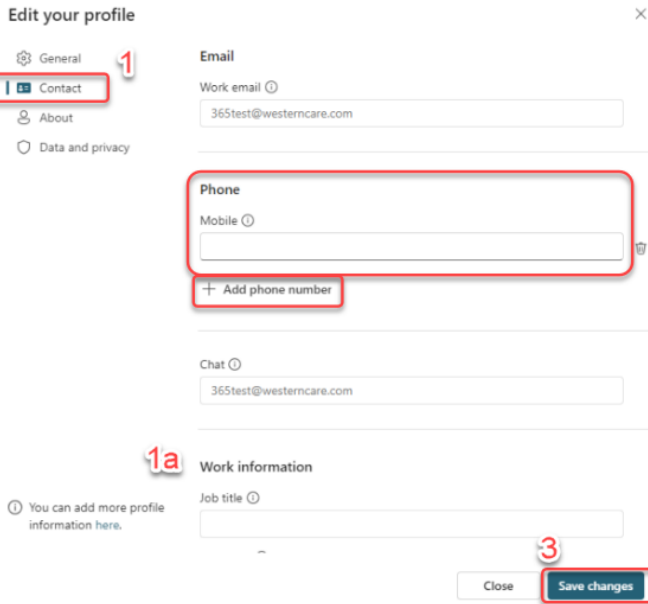 Edit your profile
General
1
Contact
About
Data and privacy
Email
Work email
365test@westerncare.com
Phone
Mobile
+ Add phone number
Chat
365test@westerncare.com
1a
Work information
Job title
You can add more profile
information here.
3
Close
Save changes